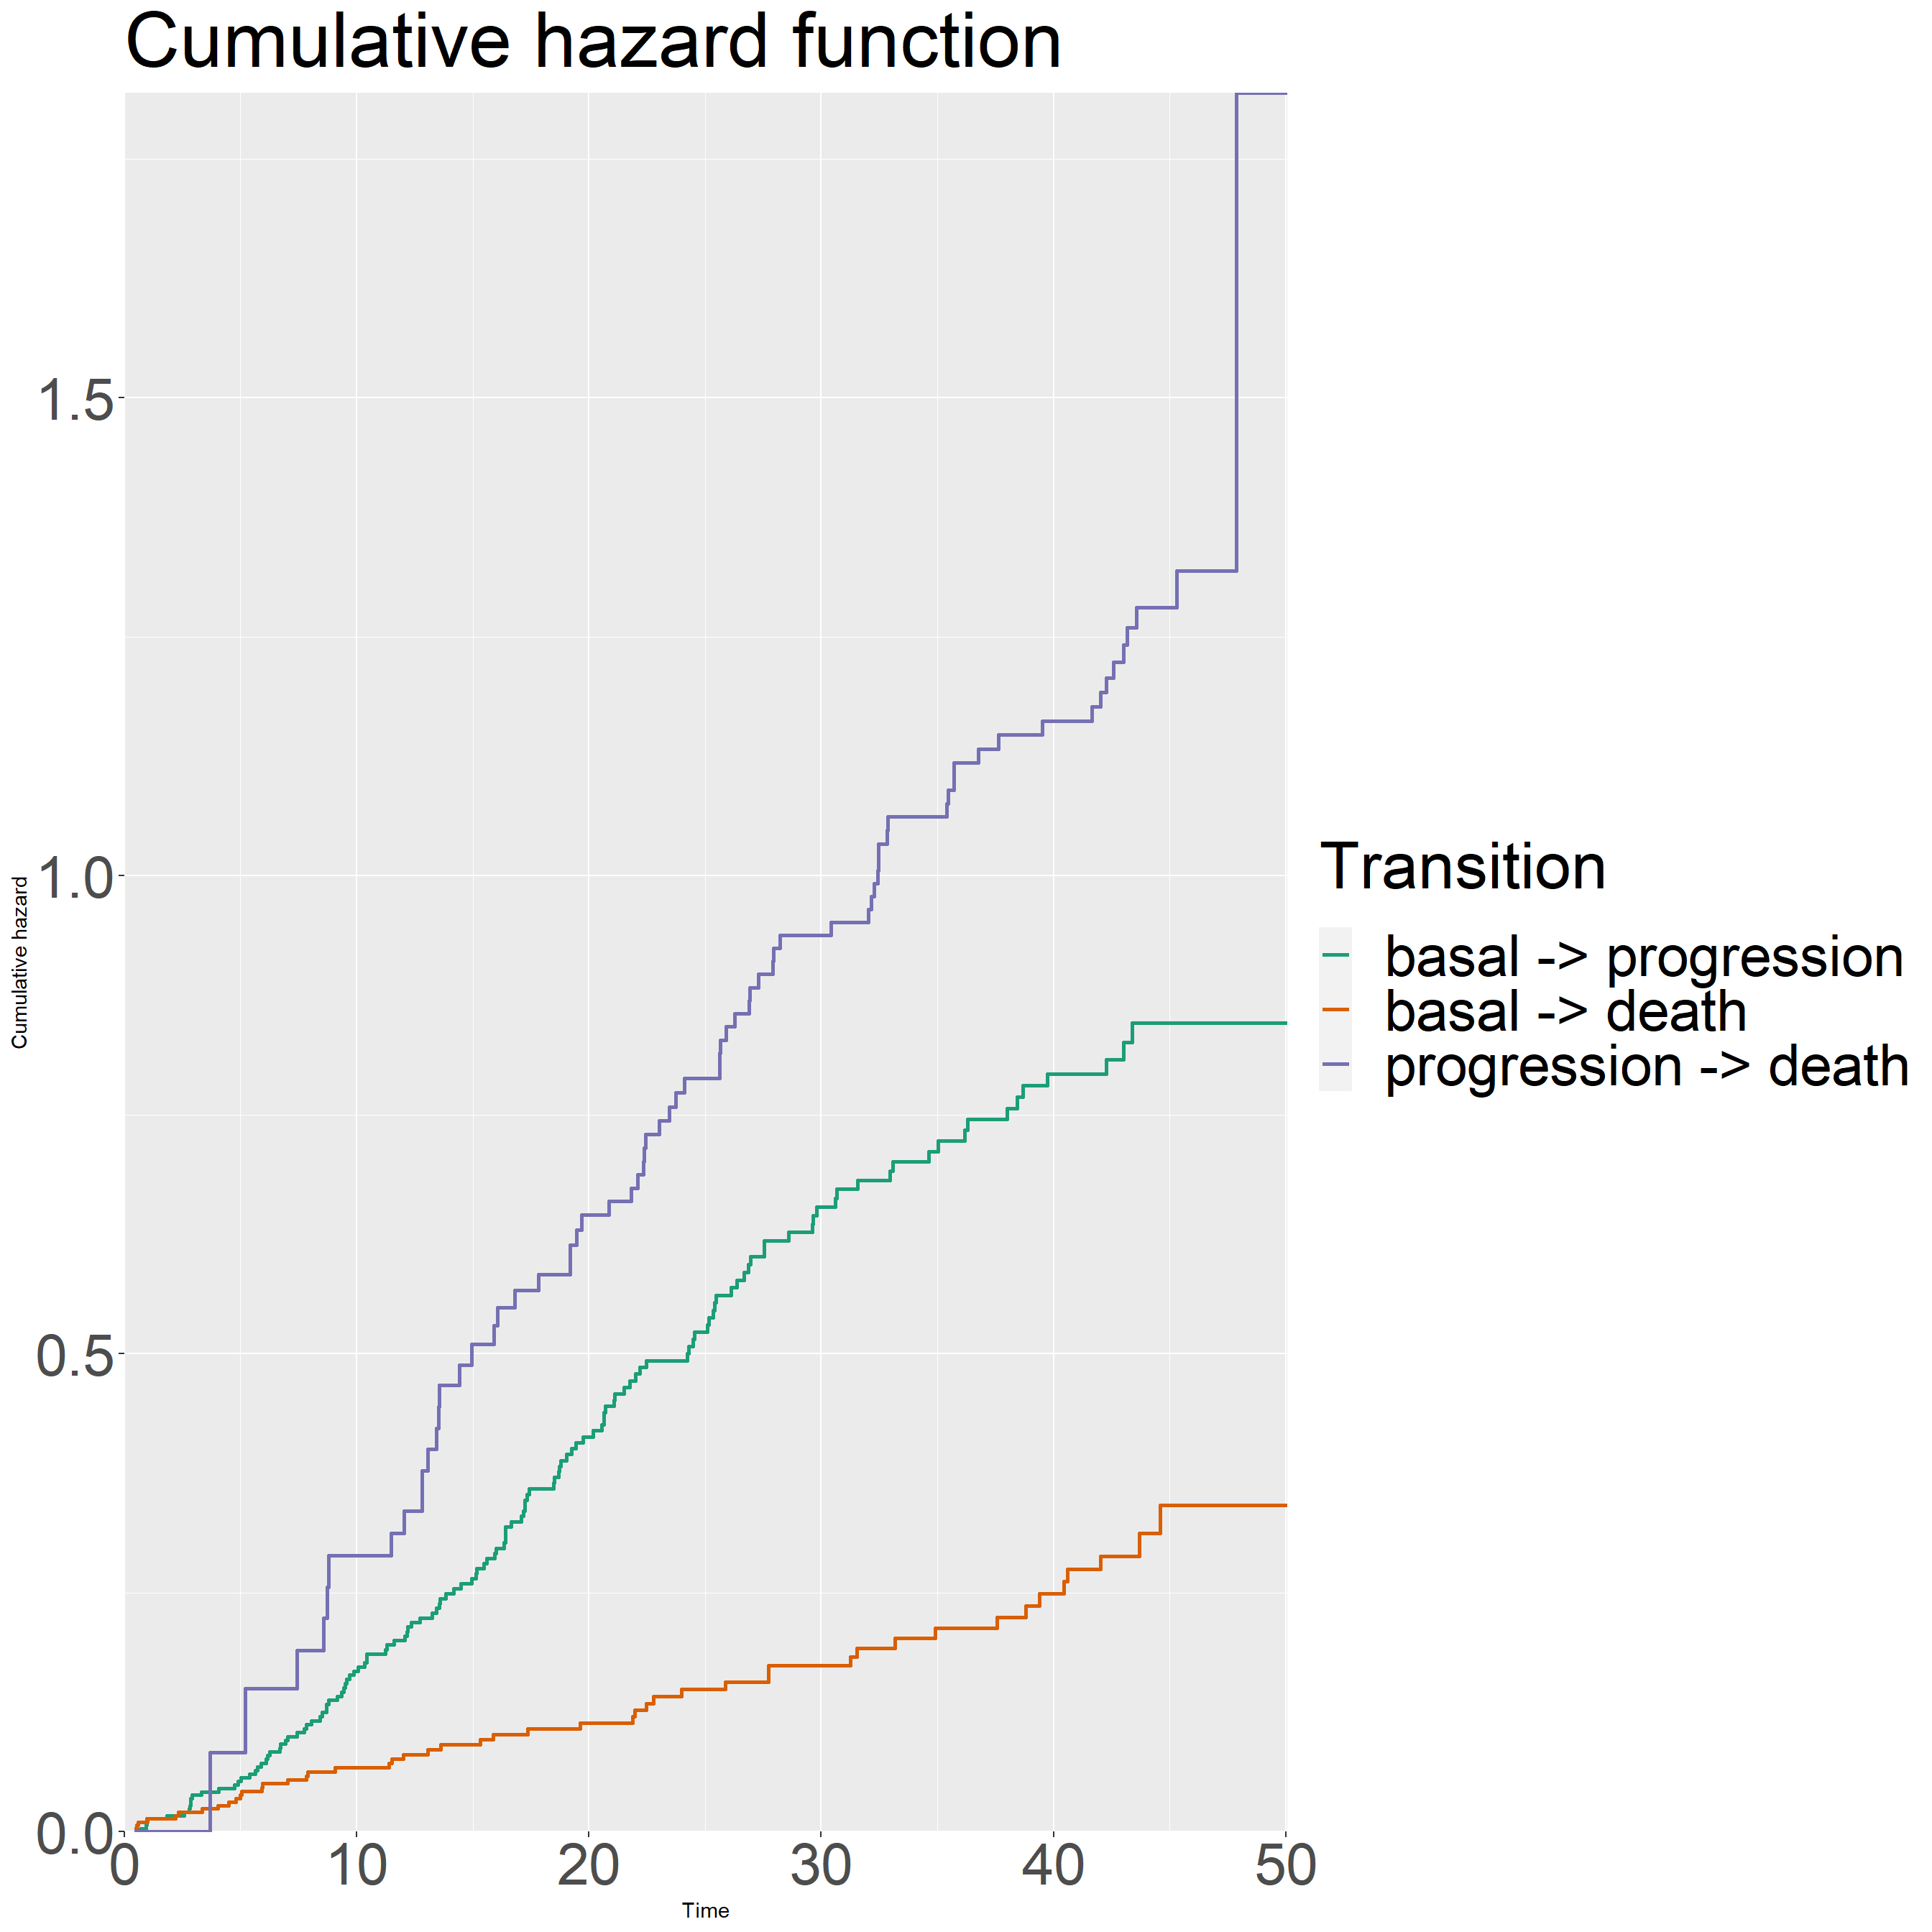 Cumulative hazard function
1.5
1.0
0.5
0.0
Cumulative hazard
0 10 20 30 40 50
Time
Transition
basal -> progression
basal -> death
progression -> death